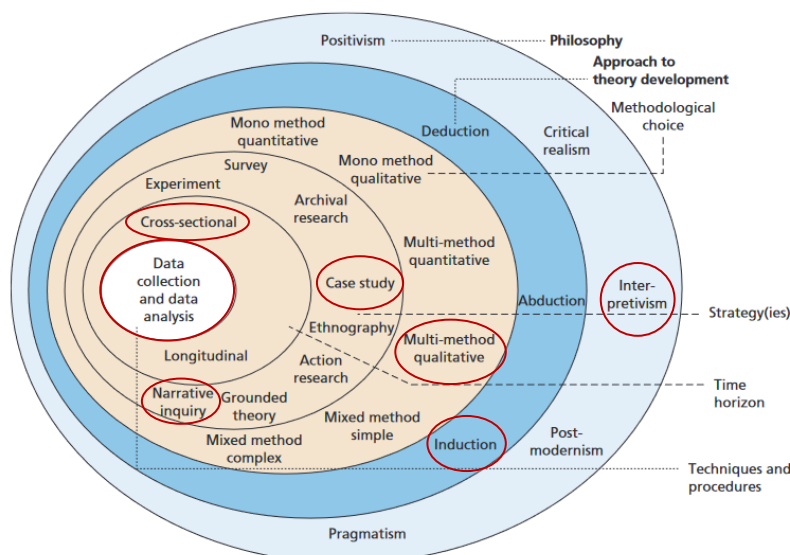 Positivism
Philosophy
Approach to
theory development
Methodological
choice
Mono method
quantitative
Deduction
Critical
realism
Survey
Mono method
qualitative
Experiment
Archival
research
Cross-sectional
Multi-method
quantitative
Data
collection
and data
analysis
Case study
Inter-
pretivism
Abduction
Strategy(ies)
Ethnography
Multi-method
qualitative
Longitudinal
Action
research
Time
horizon
Narrative
inquiry
Grounded
theory
Mixed method
simple
Mixed method
complex
Induction
Post-
modernism
Techniques and
procedures
Pragmatism